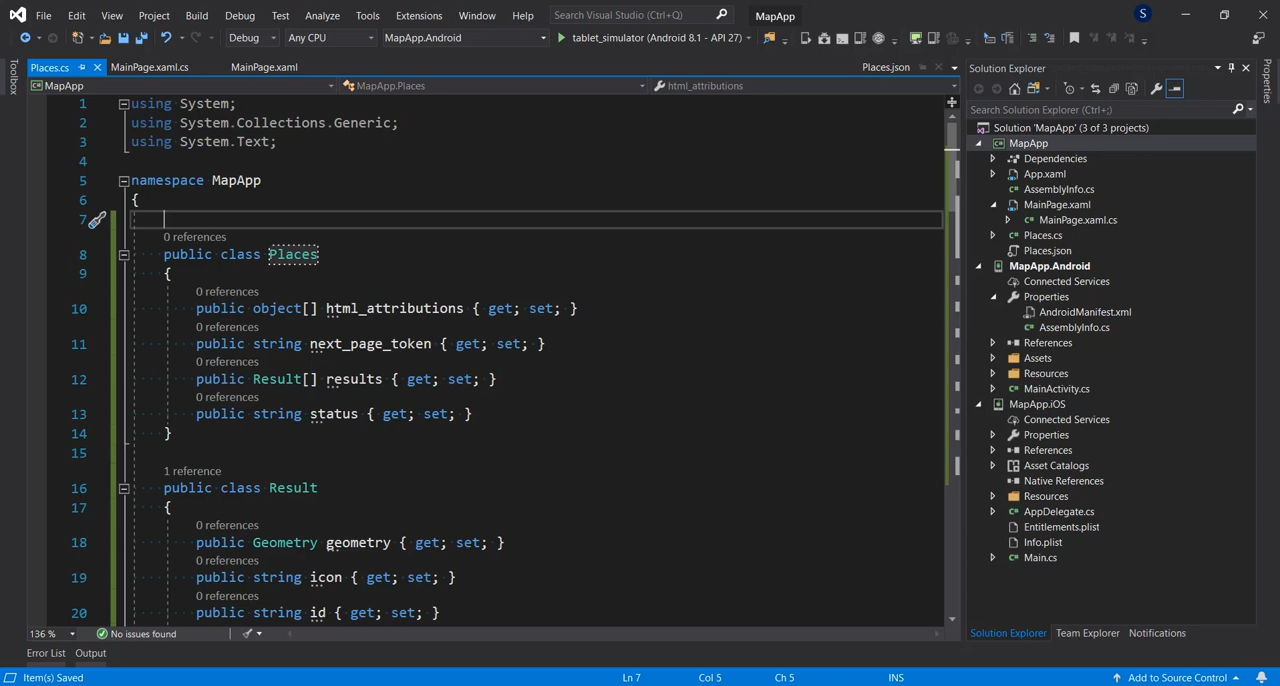 File Edit View Project Build Debug Test Analyze Tools Extensions Window Help Search Visual Studio (Ctrl+Q) MapApp S
Debug Any CPU MapApp.Android tablet_simulator (Android 8.1 - API 27)
Places.cs MainPage.xaml.cs MainPage.xaml Places.json
MapApp MapApp.Places html_attributions
Toolbox
1 using System;
2 using System.Collections.Generic;
3 using System.Text;
4
5 namespace MapApp
6 {
7
0 references
8 public class Places
9 {
0 references
10 public object[] html_attributions { get; set; }
0 references
11 public string next_page_token { get; set; }
0 references
12 public Result[] results { get; set; }
0 references
13 public string status { get; set; }
14 }
15
1 reference
16 public class Result
17 {
0 references
18 public Geometry geometry { get; set; }
0 references
19 public string icon { get; set; }
0 references
20 public string id { get; set; }
136 % No issues found
Error List Output
Solution Explorer
Search Solution Explorer (Ctrl+;)
Solution 'MapApp' (3 of 3 projects)
C# MapApp
Dependencies
App.xaml
C# AssemblyInfo.cs
MainPage.xaml
C# MainPage.xaml.cs
C# Places.cs
Places.json
MapApp.Android
Connected Services
Properties
AndroidManifest.xml
C# AssemblyInfo.cs
References
Assets
Resources
C# MainActivity.cs
MapApp.iOS
Connected Services
Properties
References
Asset Catalogs
Native References
Resources
C# AppDelegate.cs
Entitlements.plist
Info.plist
C# Main.cs
Solution Explorer Team Explorer Notifications
Properties
Item(s) Saved Ln 7 Col 5 Ch 5 INS Add to Source Control